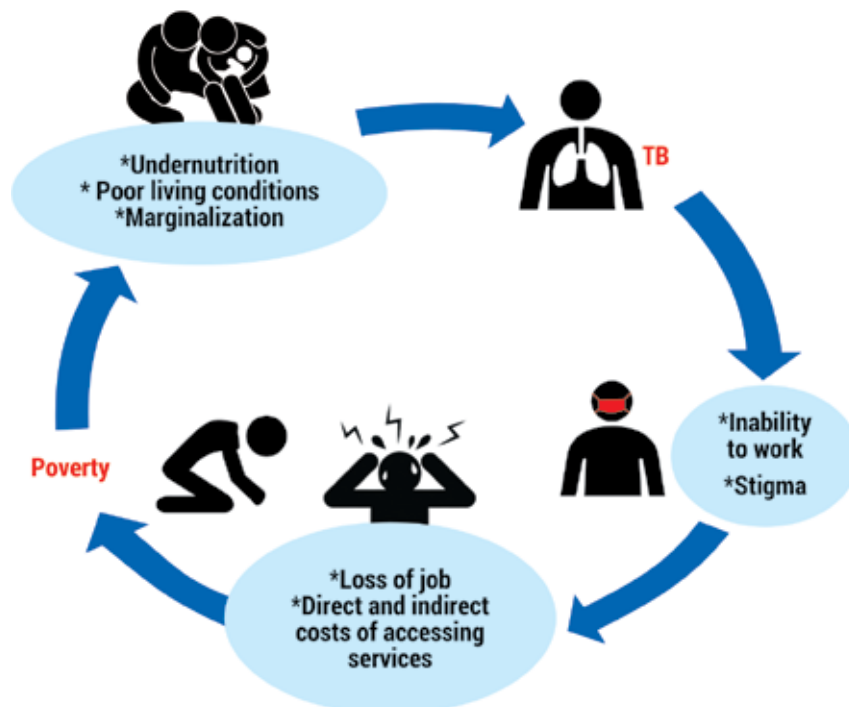 *Undernutrition
* Poor living conditions
*Marginalization
TB
*Inability
to work
*Stigma
*Loss of job
*Direct and indirect
costs of accessing
services
Poverty